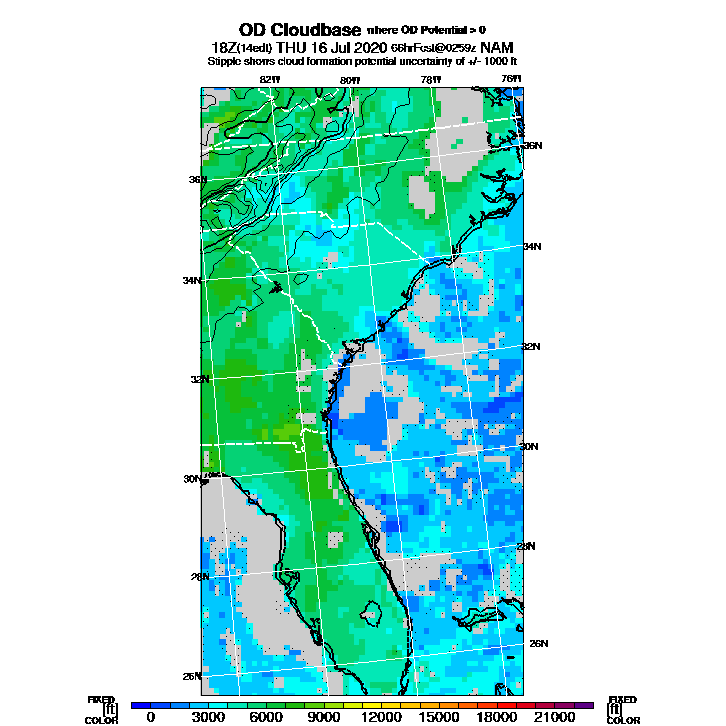 OD Cloudbase where OD Potential > 0
18Z(14edt) THU 16 Jul 2020 66hrFcst@0259z NAM
Stipple shows cloud formation potential uncertainty of +/- 1000 ft
82W 80W 78W 76W
36N
36N
34N
34N
32N
32N
30N
30N
28N
28N
26N
26N
FIXED FIXED
[ft] [ft]
COLOR COLOR
0 3000 6000 9000 12000 15000 18000 21000